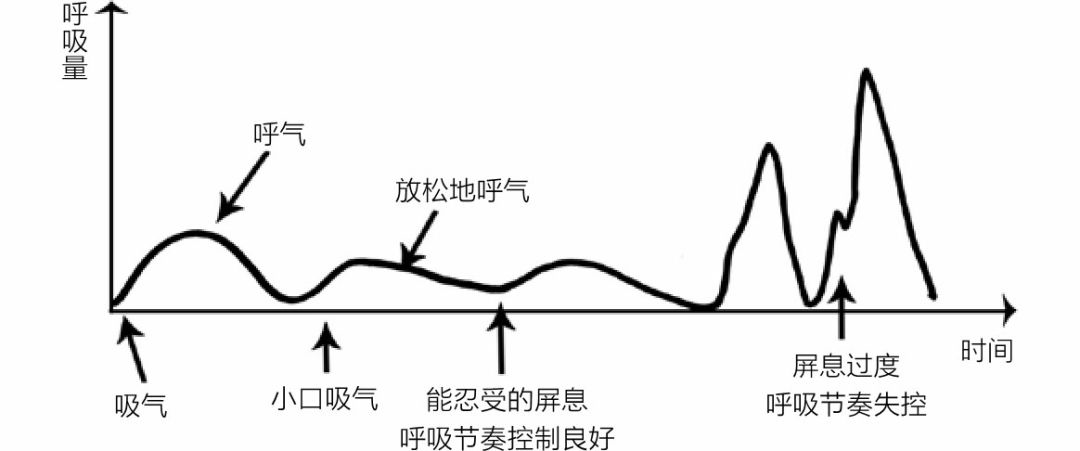 呼吸量
呼气
放松地呼气
时间
吸气
小口吸气
能忍受的屏息
呼吸节奏控制良好
屏息过度
呼吸节奏失控